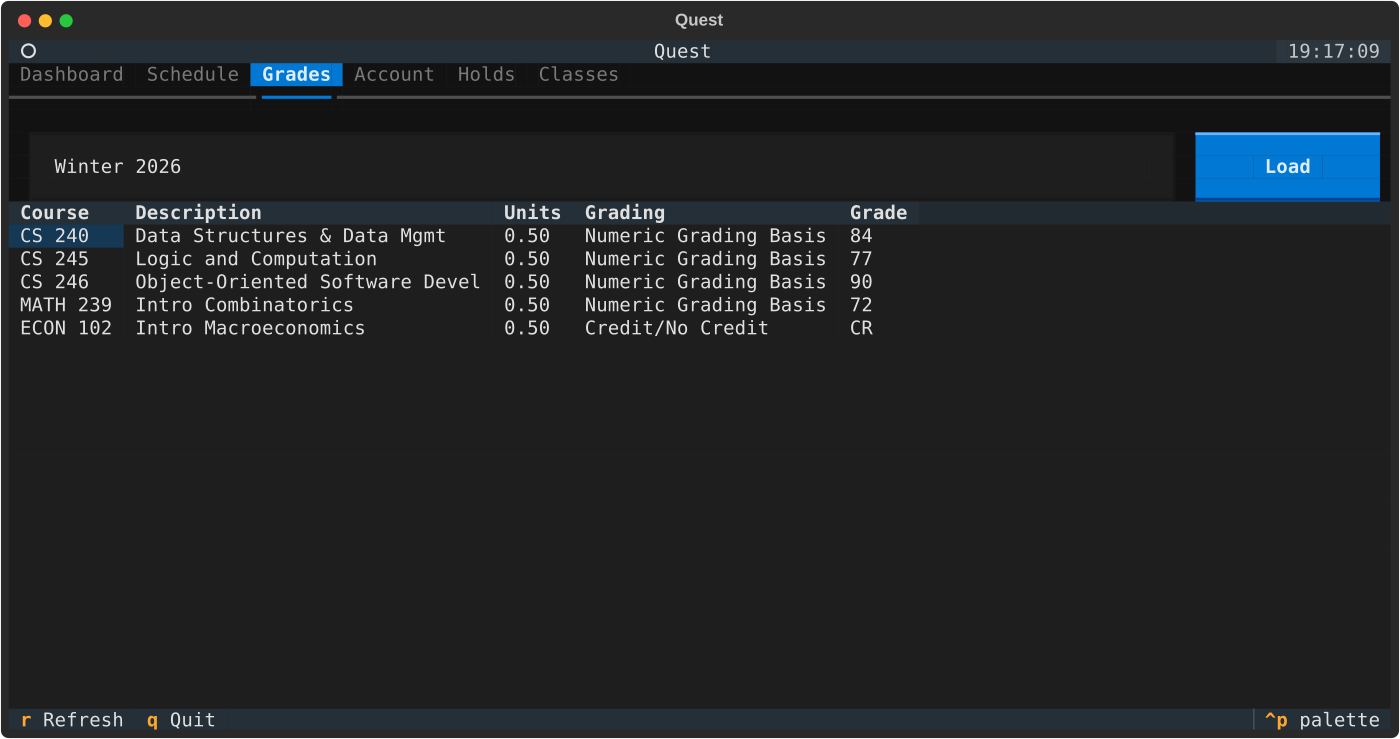 Quest
Quest 19:17:09
Dashboard Schedule Grades Account Holds Classes
Winter 2026 Load
Course Description Units Grading Grade
CS 240 Data Structures & Data Mgmt 0.50 Numeric Grading Basis 84
CS 245 Logic and Computation 0.50 Numeric Grading Basis 77
CS 246 Object-Oriented Software Devel 0.50 Numeric Grading Basis 90
MATH 239 Intro Combinatorics 0.50 Numeric Grading Basis 72
ECON 102 Intro Macroeconomics 0.50 Credit/No Credit CR
r Refresh q Quit ^p palette